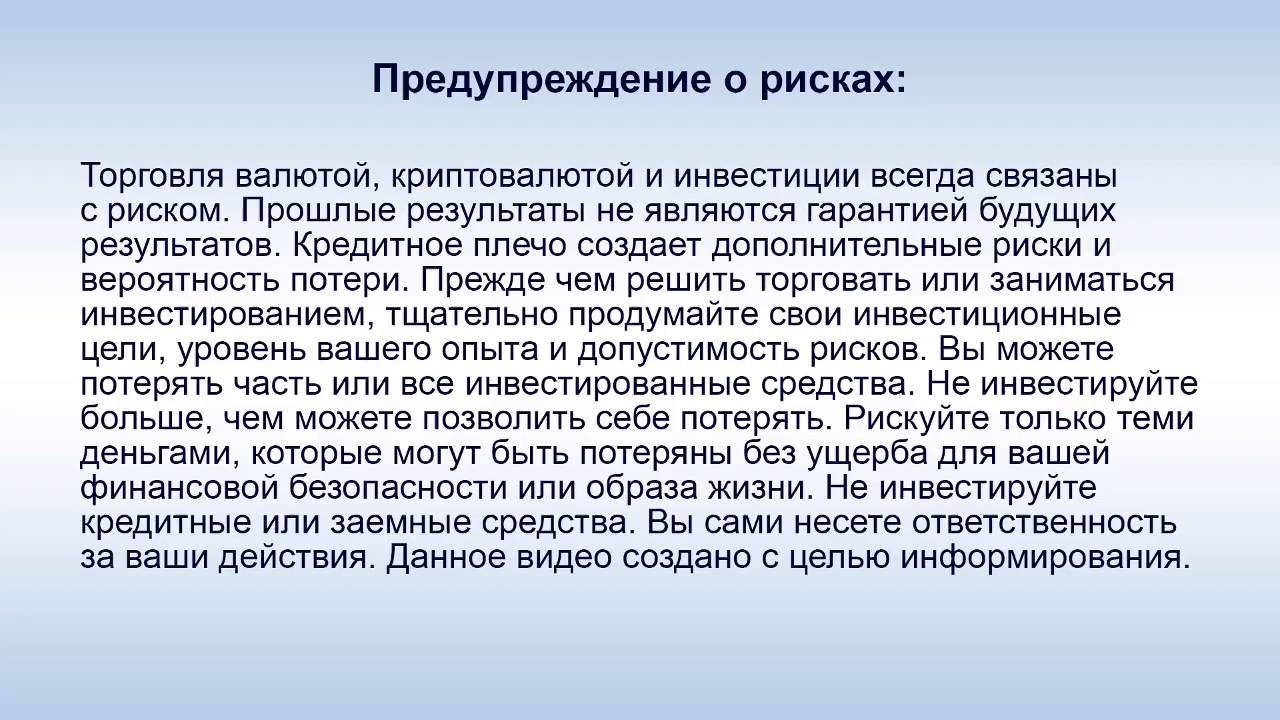 Предупреждение о рисках:
Торговля валютой, криптовалютой и инвестиции всегда связаны
с риском. Прошлые результаты не являются гарантией будущих
результатов. Кредитное плечо создает дополнительные риски и
вероятность потери. Прежде чем решить торговать или заниматься
инвестированием, тщательно продумайте свои инвестиционные
цели, уровень вашего опыта и допустимость рисков. Вы можете
потерять часть или все инвестированные средства. Не инвестируйте
больше, чем можете позволить себе потерять. Рискуйте только теми
деньгами, которые могут быть потеряны без ущерба для вашей
финансовой безопасности или образа жизни. Не инвестируйте
кредитные или заемные средства. Вы сами несете ответственность
за ваши действия. Данное видео создано с целью информирования.